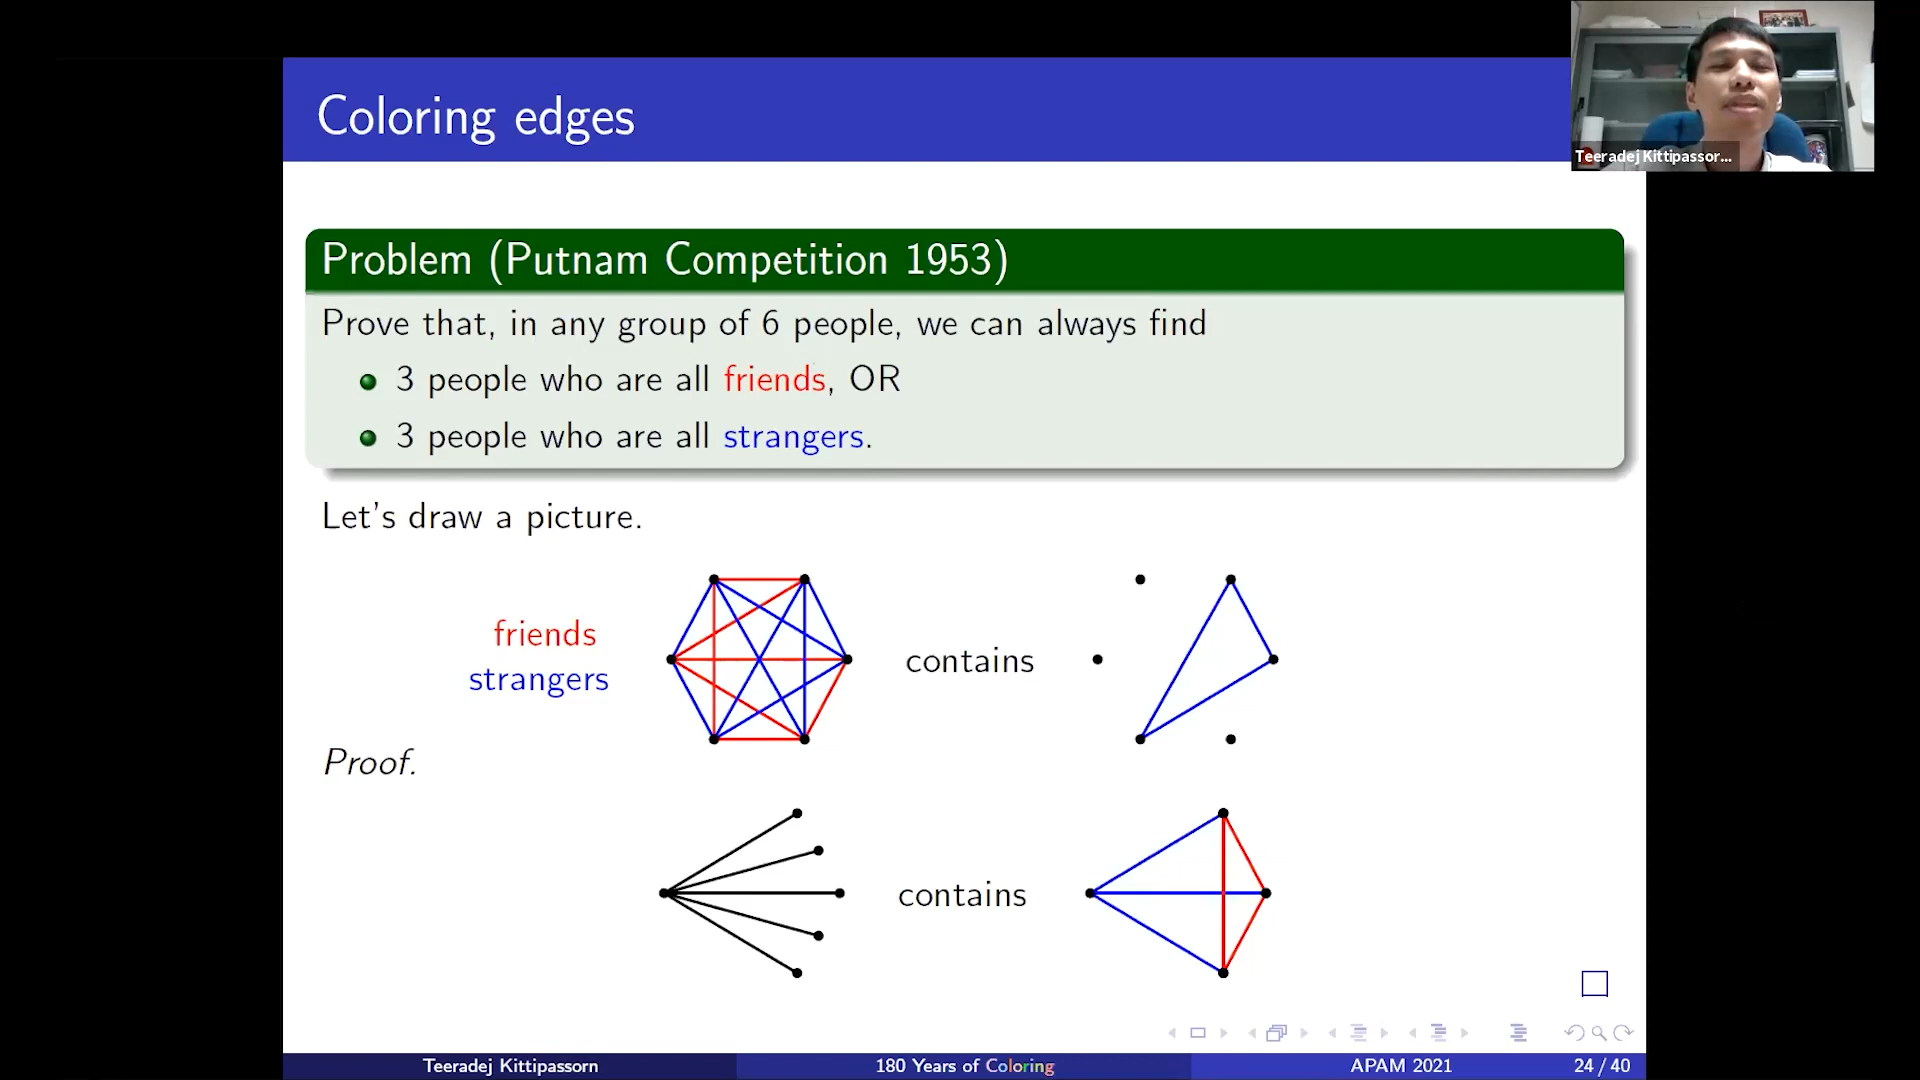 Coloring edges
Teeradej Kittipassor...
Problem (Putnam Competition 1953)
Prove that, in any group of 6 people, we can always find
3 people who are all friends, OR
3 people who are all strangers.
Let's draw a picture.
friends
strangers
contains
Proof.
contains
Teeradej Kittipassorn
180 Years of Coloring
APAM 2021
24 / 40